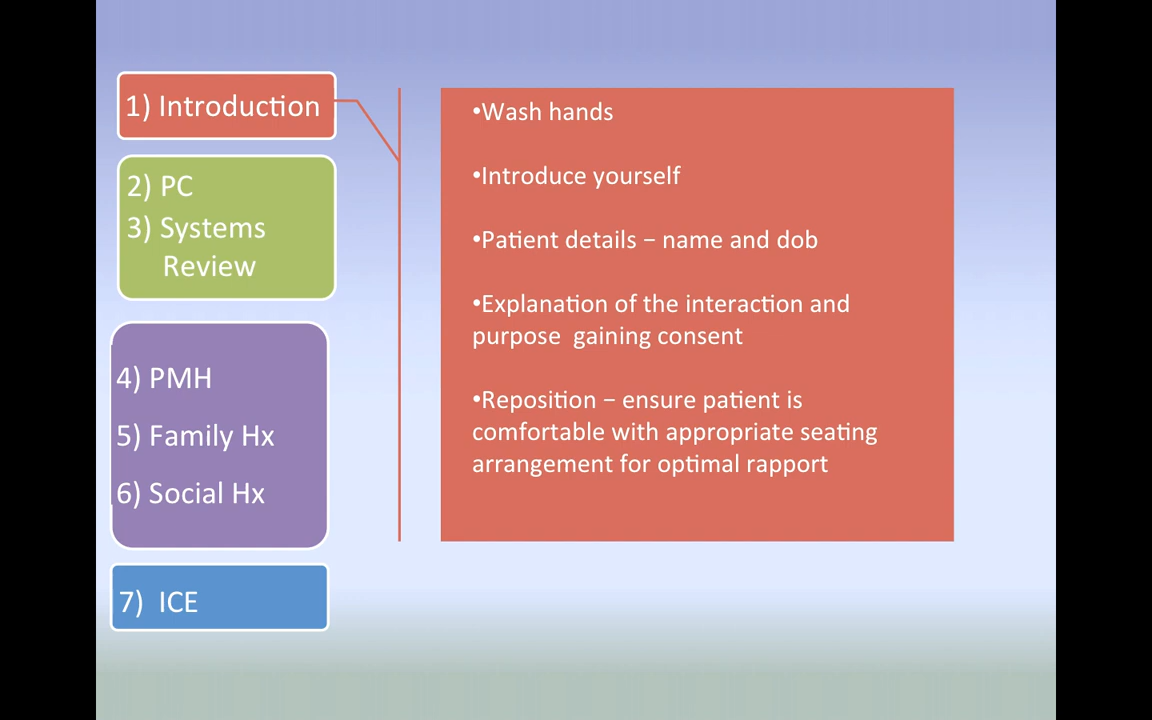 1) Introduction
2) PC
3) Systems
Review
4) PMH
5) Family Hx
6) Social Hx
7) ICE
•Wash hands
•Introduce yourself
•Patient details – name and dob
•Explanation of the interaction and
purpose  gaining consent
•Reposition – ensure patient is
comfortable with appropriate seating
arrangement for optimal rapport